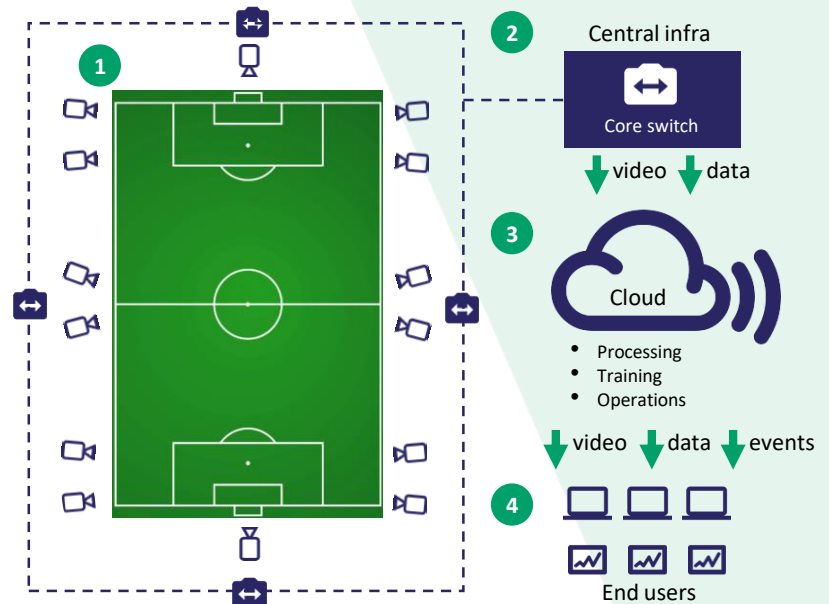 1
2
Central infra
Core switch
video
data
3
Cloud
• Processing
• Training
• Operations
video
data
events
4
End users